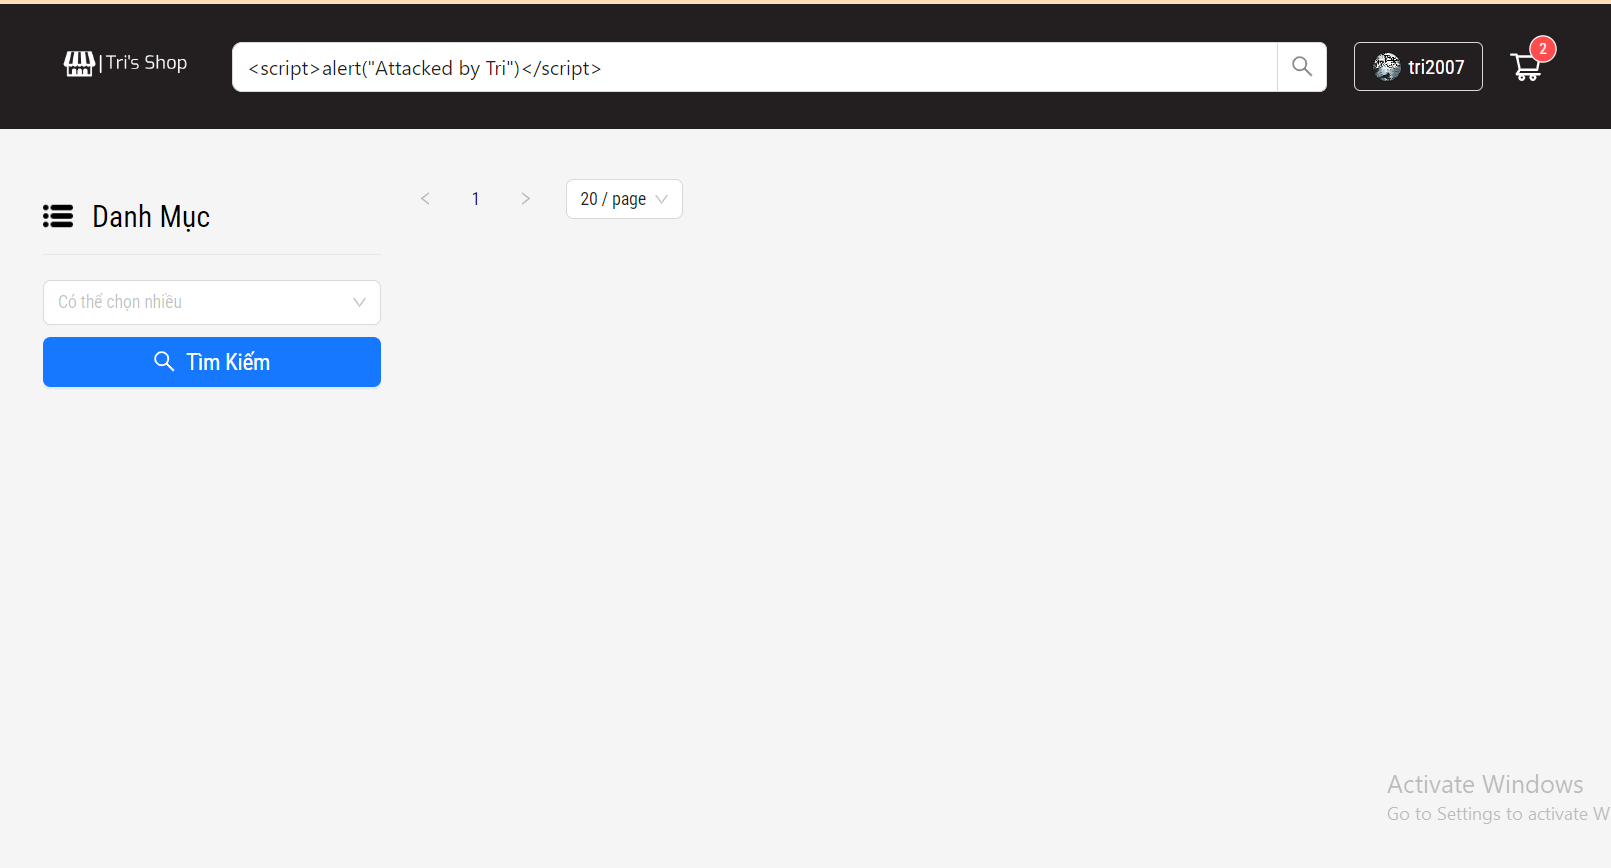 Tri's Shop
<script>alert("Attacked by Tri")</script>
tri2007
2
Danh Mục
1
20 / page
Có thể chọn nhiều
Tìm Kiếm
Activate Windows
Go to Settings to activate W